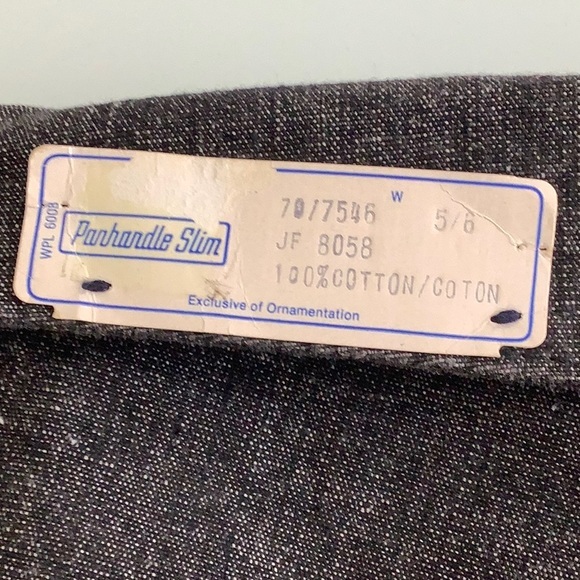 WPL 6008
Panhandle Slim
W
70/7546 5/6
JF 8058
100%COTTON/COTON
Exclusive of Ornamentation